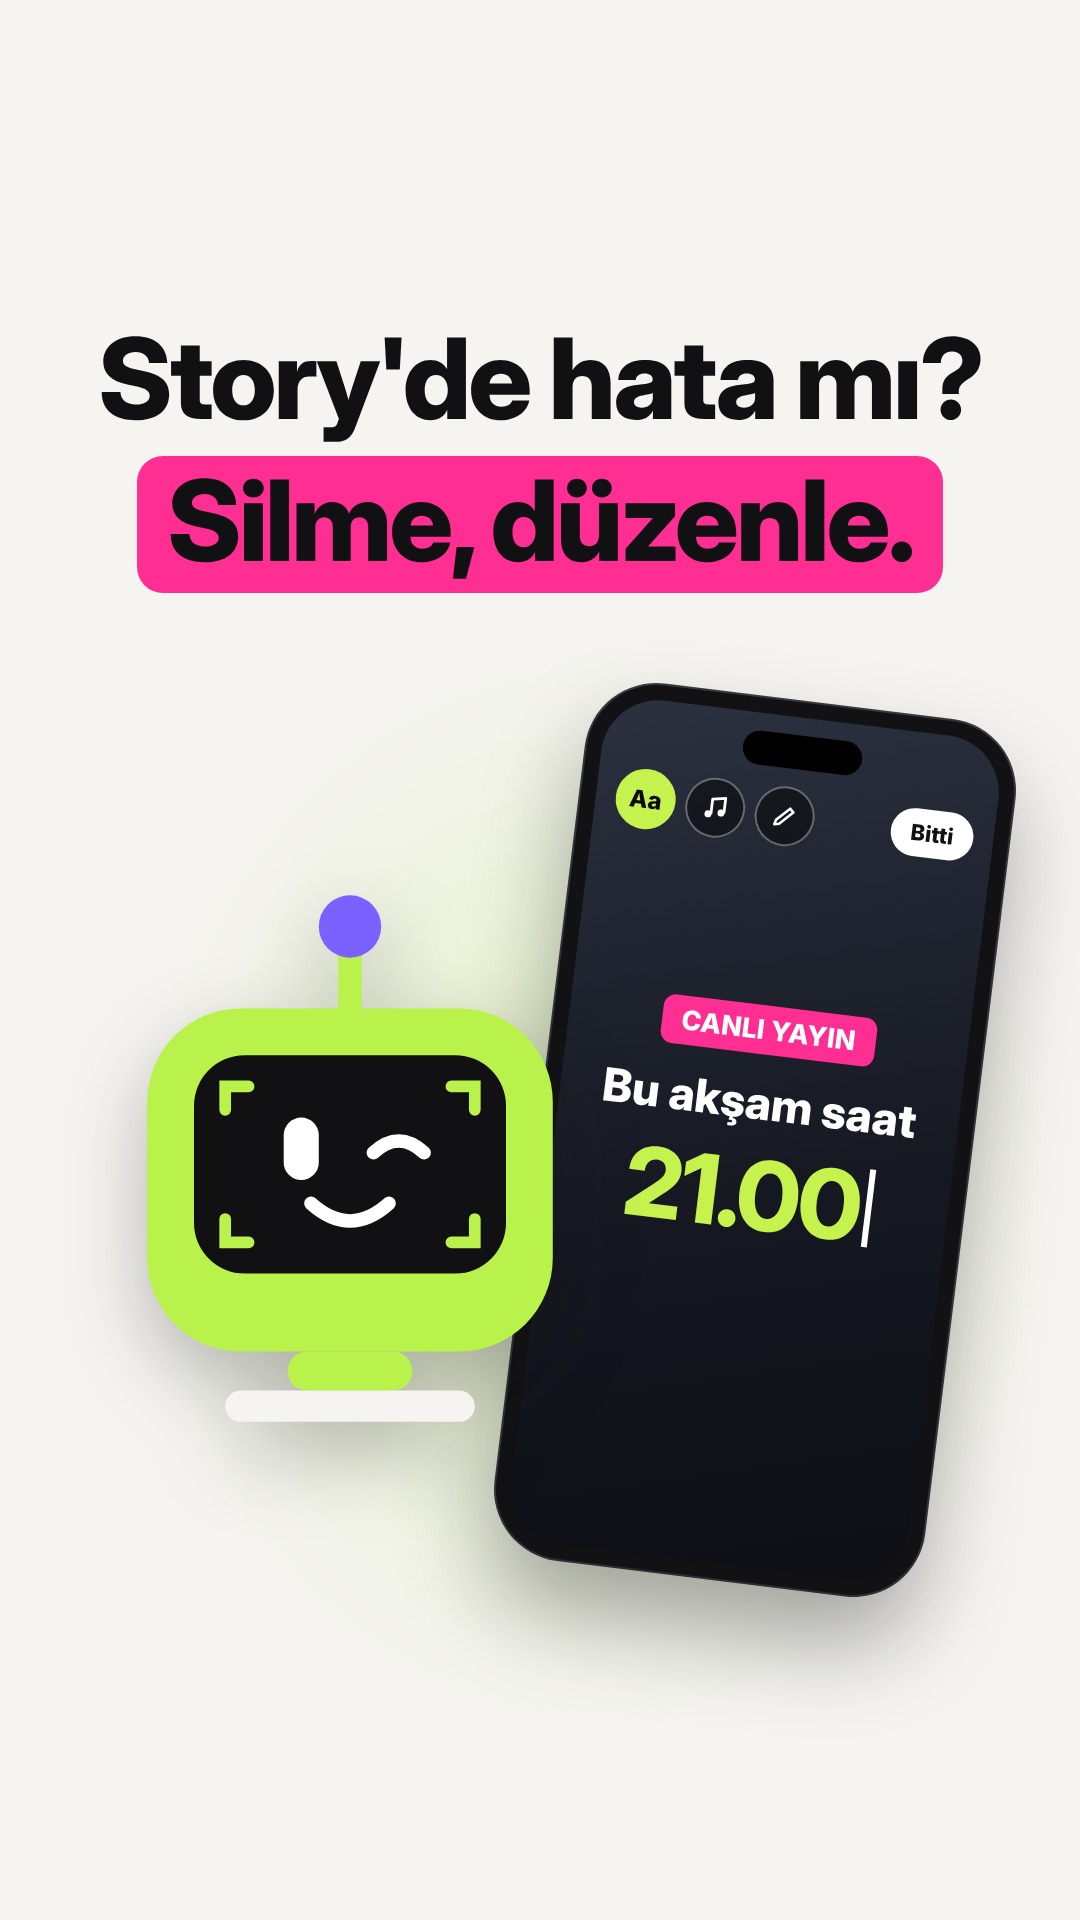 Story'de hata mı?
Silme, düzenle.
Aa
Bitti
CANLI YAYIN
Bu akşam saat
21.00